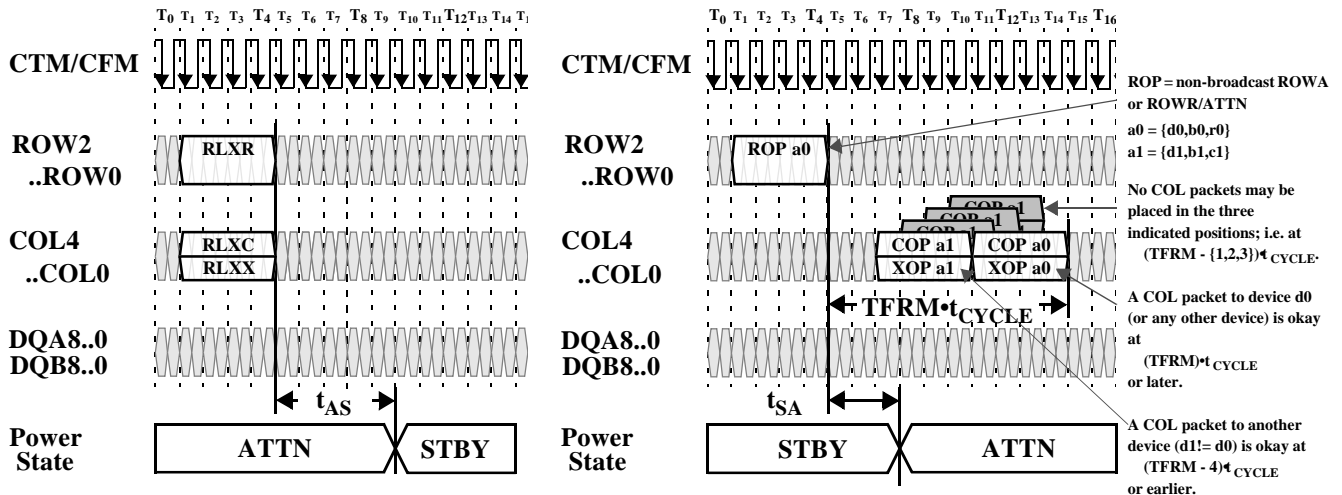 T0 T1 T2 T3 T4 T5 T6 T7 T8 T9 T10 T11 T12 T13 T14 T1
CTM/CFM
ROW2
..ROW0
RLXR
COL4
..COL0
RLXC
RLXX
DQA8..0
DQB8..0
tAS
Power
State
ATTN
STBY
T0 T1 T2 T3 T4 T5 T6 T7 T8 T9 T10 T11 T12 T13 T14 T15 T16
CTM/CFM
ROW2
..ROW0
ROP a0
COP a1
COP a1
COP a1
COL4
..COL0
COP a1
COP a0
XOP a1
XOP a0
TFRM•tCYCLE
DQA8..0
DQB8..0
tSA
Power
State
STBY
ATTN
ROP = non-broadcast ROWA
or ROWR/ATTN
a0 = {d0,b0,r0}
a1 = {d1,b1,c1}
No COL packets may be
placed in the three
indicated positions; i.e. at
(TFRM - {1,2,3})•tCYCLE.
A COL packet to device d0
(or any other device) is okay
at
(TFRM)•tCYCLE
or later.
A COL packet to another
device (d1!= d0) is okay at
(TFRM - 4)•tCYCLE
or earlier.